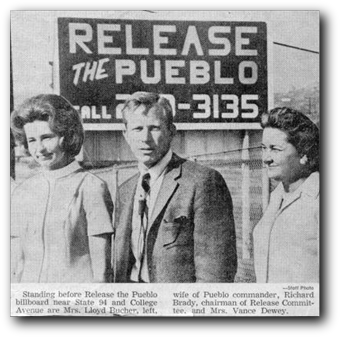 RELEASE
THE PUEBLO
CALL 2 0-3135
—Staff Photo
Standing before Release the Pueblo
billboard near State 94 and College
Avenue are Mrs. Lloyd Bucher, left,
wife of Pueblo commander, Richard
Brady, chairman of Release Commit-
tee, and Mrs. Vance Dewey.